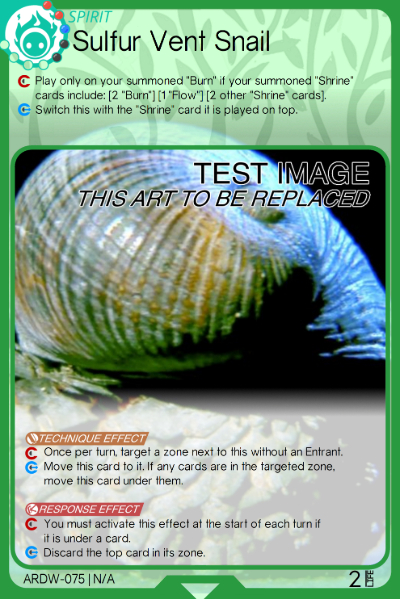 SPIRIT
Sulfur Vent Snail
C Play only on your summoned "Burn" if your summoned "Shrine"
cards include: [2 "Burn"] [1 "Flow"] [2 other "Shrine" cards].
E Switch this with the "Shrine" card if it is played on top.
TEST IMAGE
THIS ART TO BE REPLACED
TECHNIQUE EFFECT
C Once per turn, target a zone next to this without an Entrant.
E Move this card to it. If any cards are in the targeted zone,
move this card under them.
RESPONSE EFFECT
C You must activate this effect at the start of each turn if
it is under a card.
E Discard the top card in its zone.
ARDW-075 | N/A
2 LIFE